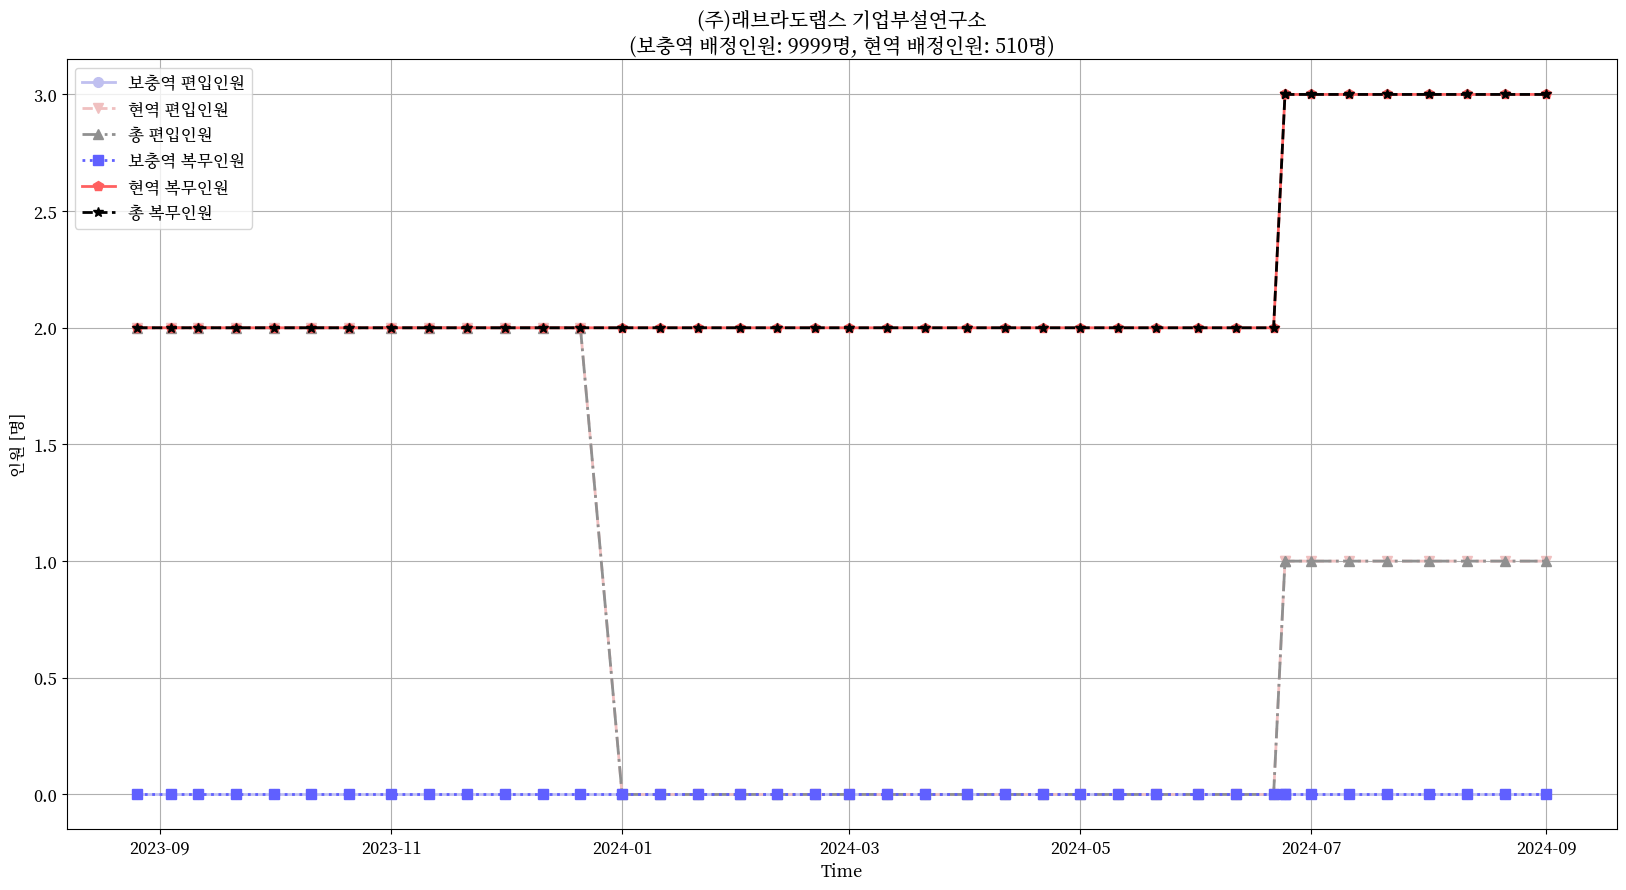 (주)래브라도랩스 기업부설연구소
(보충역 배정인원: 9999명, 현역 배정인원: 510명)
보충역 편입인원
현역 편입인원
총 편입인원
보충역 복무인원
현역 복무인원
총 복무인원
3.0
2.5
2.0
1.5
1.0
0.5
0.0
인원 [명]
2023-09 2023-11 2024-01 2024-03 2024-05 2024-07 2024-09
Time